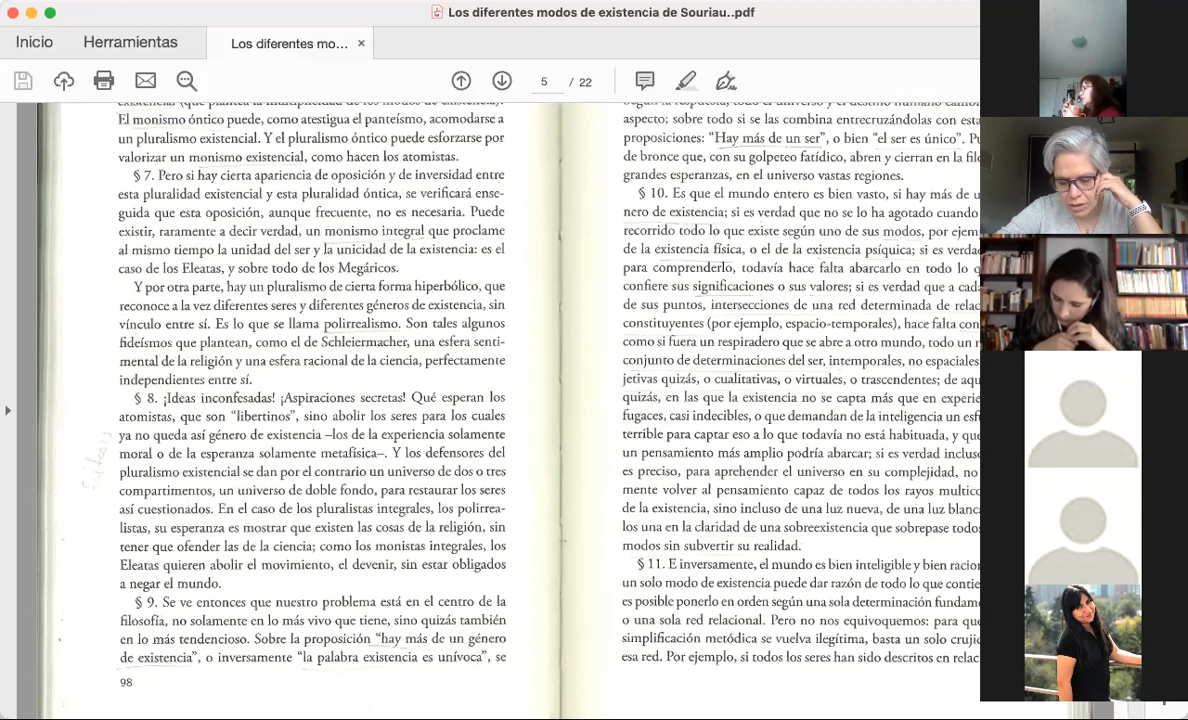 Los diferentes modos de existencia de Souriau..pdf
Inicio
Herramientas
Los diferentes mo...
×
5 / 22
existencial (que plantea la multiplicidad de los modos de existencia).
El monismo óntico puede, como atestigua el panteísmo, acomodarse a
un pluralismo existencial. Y el pluralismo óntico puede esforzarse por
valorizar un monismo existencial, como hacen los atomistas.
§ 7. Pero si hay cierta apariencia de oposición y de inversidad entre
esta pluralidad existencial y esta pluralidad óntica, se verificará ense-
guida que esta oposición, aunque frecuente, no es necesaria. Puede
existir, raramente a decir verdad, un monismo integral que proclame
al mismo tiempo la unidad del ser y la unicidad de la existencia: es el
caso de los Eleatas, y sobre todo de los Megáricos.
Y por otra parte, hay un pluralismo de cierta forma hiperbólico, que
reconoce a la vez diferentes seres y diferentes géneros de existencia, sin
vínculo entre sí. Es lo que se llama polirrealismo. Son tales algunos
fideísmos que plantean, como el de Schleiermacher, una esfera senti-
mental de la religión y una esfera racional de la ciencia, perfectamente
independientes entre sí.
§ 8. ¡Ideas inconfesadas! ¡Aspiraciones secretas! Qué esperan los
atomistas, que son “libertinos”, sino abolir los seres para los cuales
ya no queda así género de existencia –los de la experiencia solamente
moral o de la esperanza solamente metafísica–. Y los defensores del
pluralismo existencial se dan por el contrario un universo de dos o tres
compartimentos, un universo de doble fondo, para restaurar los seres
así cuestionados. En el caso de los pluralistas integrales, los polirrea-
listas, su esperanza es mostrar que existen las cosas de la religión, sin
tener que ofender las de la ciencia; como los monistas integrales, los
Eleatas quieren abolir el movimiento, el devenir, sin estar obligados
a negar el mundo.
§ 9. Se ve entonces que nuestro problema está en el centro de la
filosofía, no solamente en lo más vivo que tiene, sino quizás también
en lo más tendencioso. Sobre la proposición “hay más de un género
de existencia”, o inversamente “la palabra existencia es unívoca”, se
98
según la respuesta, todo el universo y el destino humano
aspecto; sobre todo si se las combina entrecruzándolas con esta
proposiciones: “Hay más de un ser”, o bien “el ser es único”.
de bronce que, con su golpeteo fatídico, abren y cierran en la
grandes esperanzas, en el universo vastas regiones.
§ 10. Es que el mundo entero es bien vasto, si hay más de
nero de existencia; si es verdad que no se lo ha agotado cuando
recorrido todo lo que existe según uno de sus modos, por ejem
de la existencia física, o el de la existencia psíquica; si es verda
para comprenderlo, todavía hace falta abarcarlo en todo lo
confiere sus significaciones o sus valores; si es verdad que a cad
de sus puntos, intersecciones de una red determinada de relac
constituyentes (por ejemplo, espacio-temporales), hace falta con
como si fuera un respiradero que se abre a otro mundo, todo un
conjunto de determinaciones del ser, intemporales, no espaciales
jetivas quizás, o cualitativas, o virtuales, o trascendentes; de aqu
quizás, en las que la existencia no se capta más que en experie
fugaces, casi indecibles, o que demandan de la inteligencia un esf
terrible para captar eso a lo que todavía no está habituada, y que
un pensamiento más amplio podría abarcar; si es verdad inclus
es preciso, para aprehender el universo en su complejidad, no
mente volver al pensamiento capaz de todos los rayos multico
de la existencia, sino incluso de una luz nueva, de una luz blanc
los una en la claridad de una sobreexistencia que sobrepase todo
modos sin subvertir su realidad.
§ 11. E inversamente, el mundo es bien inteligible y bien racion
un solo modo de existencia puede dar razón de todo lo que contie
es posible ponerlo en orden según una sola determinación fundam
o una sola red relacional. Pero no nos equivoquemos: para que
simplificación metódica se vuelva ilegítima, basta un solo cruji
esa red. Por ejemplo, si todos los seres han sido descritos en relac